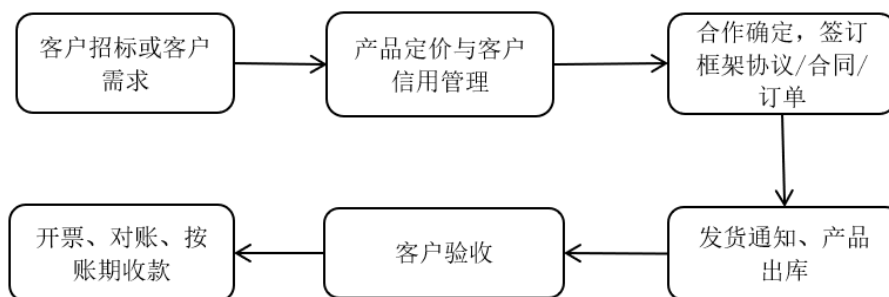 客户招标或客户
需求
产品定价与客户
信用管理
合作确定，签订
框架协议/合同/
订单
发货通知、产品
出库
客户验收
开票、对账、按
账期收款